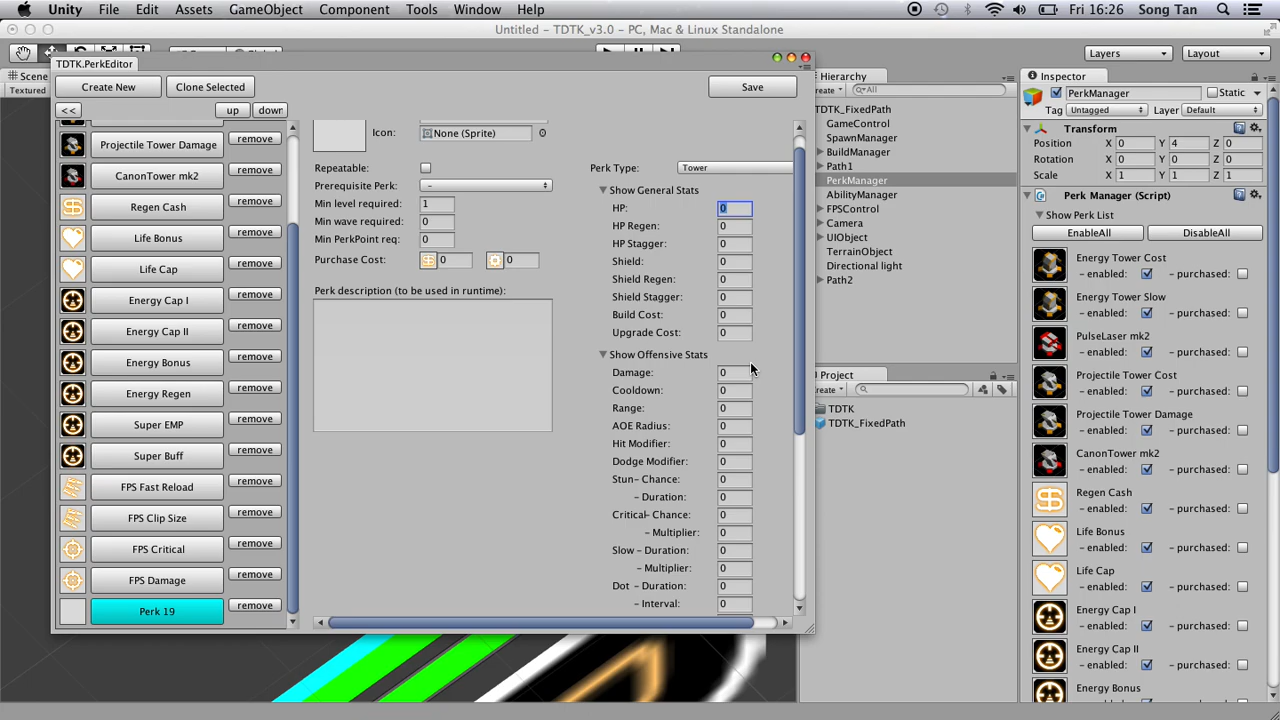 Unity File Edit Assets GameObject Component Tools Window Help Fri 16:26 Song Tan
Untitled - TDTK_v3.0 - PC, Mac & Linux Standalone
Layers Layout
Scene
Textured
TDTK.PerkEditor
Create New Clone Selected Save
<< up down
Projectile Tower Damage remove
CanonTower mk2 remove
Regen Cash remove
Life Bonus remove
Life Cap remove
Energy Cap I remove
Energy Cap II remove
Energy Bonus remove
Energy Regen remove
Super EMP remove
Super Buff remove
FPS Fast Reload remove
FPS Clip Size remove
FPS Critical remove
FPS Damage remove
Perk 19 remove
Icon: None (Sprite)
Repeatable:
Prerequisite Perk: -
Min level required: 1
Min wave required: 0
Min PerkPoint req: 0
Purchase Cost: 0 0
Perk description (to be used in runtime):
Perk Type: Tower
Show General Stats
HP: 0
HP Regen: 0
HP Stagger: 0
Shield: 0
Shield Regen: 0
Shield Stagger: 0
Build Cost: 0
Upgrade Cost: 0
Show Offensive Stats
Damage: 0
Cooldown: 0
Range: 0
AOE Radius: 0
Hit Modifier: 0
Dodge Modifier: 0
Stun- Chance: 0
- Duration: 0
Critical- Chance: 0
- Multiplier: 0
Slow - Duration: 0
- Multiplier: 0
Dot - Duration: 0
- Interval: 0
Hierarchy
All
TDTK_FixedPath
GameControl
SpawnManager
BuildManager
Path1
PerkManager
AbilityManager
FPSControl
Camera
UIObject
TerrainObject
Directional light
Path2
Project
TDTK
TDTK_FixedPath
Inspector
PerkManager Static
Tag Untagged Layer Default
Transform
Position X 0 Y 4 Z 0
Rotation X 0 Y 0 Z 0
Scale X 1 Y 1 Z 1
Perk Manager (Script)
Show Perk List
EnableAll DisableAll
Energy Tower Cost
- enabled: - purchased:
Energy Tower Slow
- enabled: - purchased:
PulseLaser mk2
- enabled: - purchased:
Projectile Tower Cost
- enabled: - purchased:
Projectile Tower Damage
- enabled: - purchased:
CanonTower mk2
- enabled: - purchased:
Regen Cash
- enabled: - purchased:
Life Bonus
- enabled: - purchased:
Life Cap
- enabled: - purchased:
Energy Cap I
- enabled: - purchased:
Energy Cap II
- enabled: - purchased:
Energy Bonus